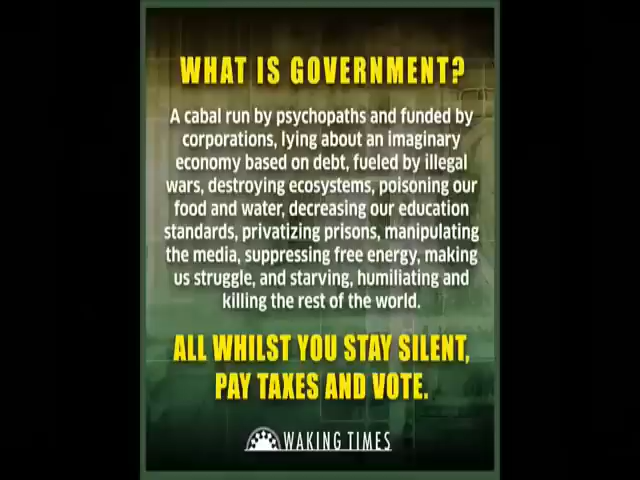 WHAT IS GOVERNMENT?
A cabal run by psychopaths and funded by
corporations, lying about an imaginary
economy based on debt, fueled by illegal
wars, destroying ecosystems, poisoning our
food and water, decreasing our education
standards, privatizing prisons, manipulating
the media, suppressing free energy, making
us struggle, and starving, humiliating and
killing the rest of the world.
ALL WHILST YOU STAY SILENT,
PAY TAXES AND VOTE.
WAKING TIMES